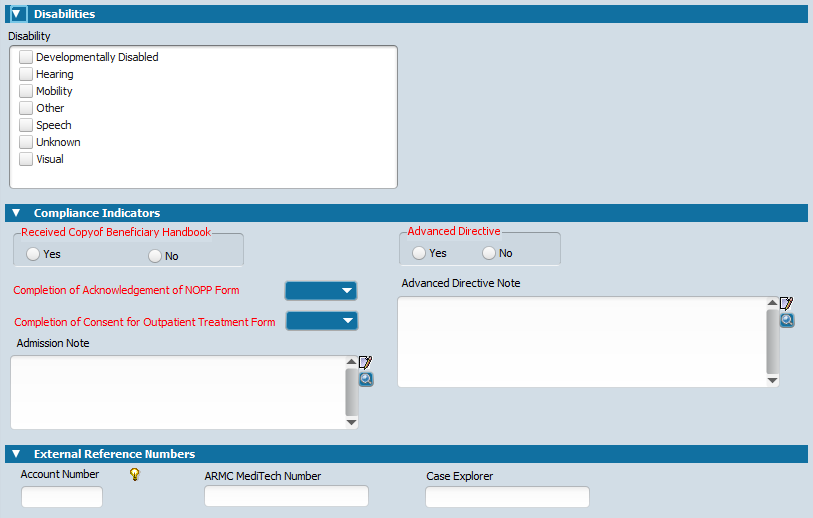 Disabilities
Disability
Developmentally Disabled
Hearing
Mobility
Other
Speech
Unknown
Visual
Compliance Indicators
Received Copyof Beneficiary Handbook
Yes
No
Advanced Directive
Yes
No
Completion of Acknowledgement of NOPP Form
Completion of Consent for Outpatient Treatment Form
Advanced Directive Note
Admission Note
External Reference Numbers
Account Number
ARMC MediTech Number
Case Explorer